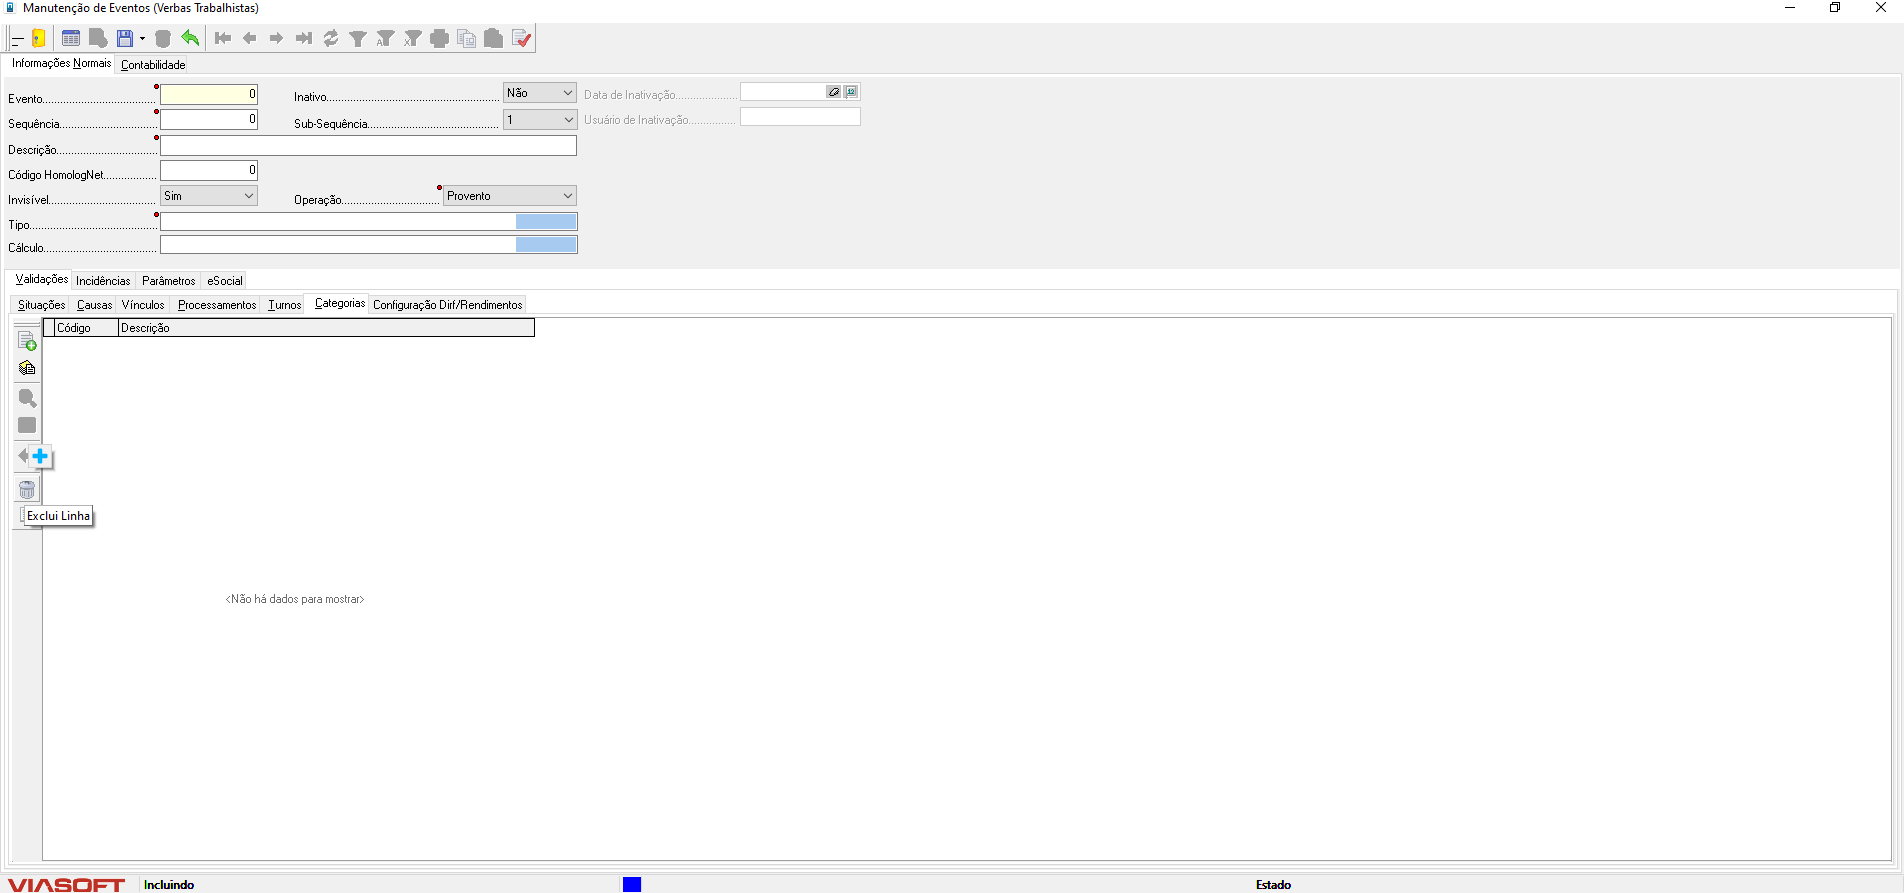 Manutenção de Eventos (Verbas Trabalhistas)
Informações Normais Contabilidade
Evento 0 Inativo Não Data de Inativação
Sequência 0 Sub-Sequência 1 Usuário de Inativação
Descrição
Código HomologNet 0
Invisível Sim Operação Provento
Tipo
Cálculo
Validações Incidências Parâmetros eSocial
Situações Causas Vínculos Processamentos Turnos Categorias Configuração Dirf/Rendimentos
Código Descrição
Exclui Linha
<Não há dados para mostrar>
VIASOFT Incluindo Estado